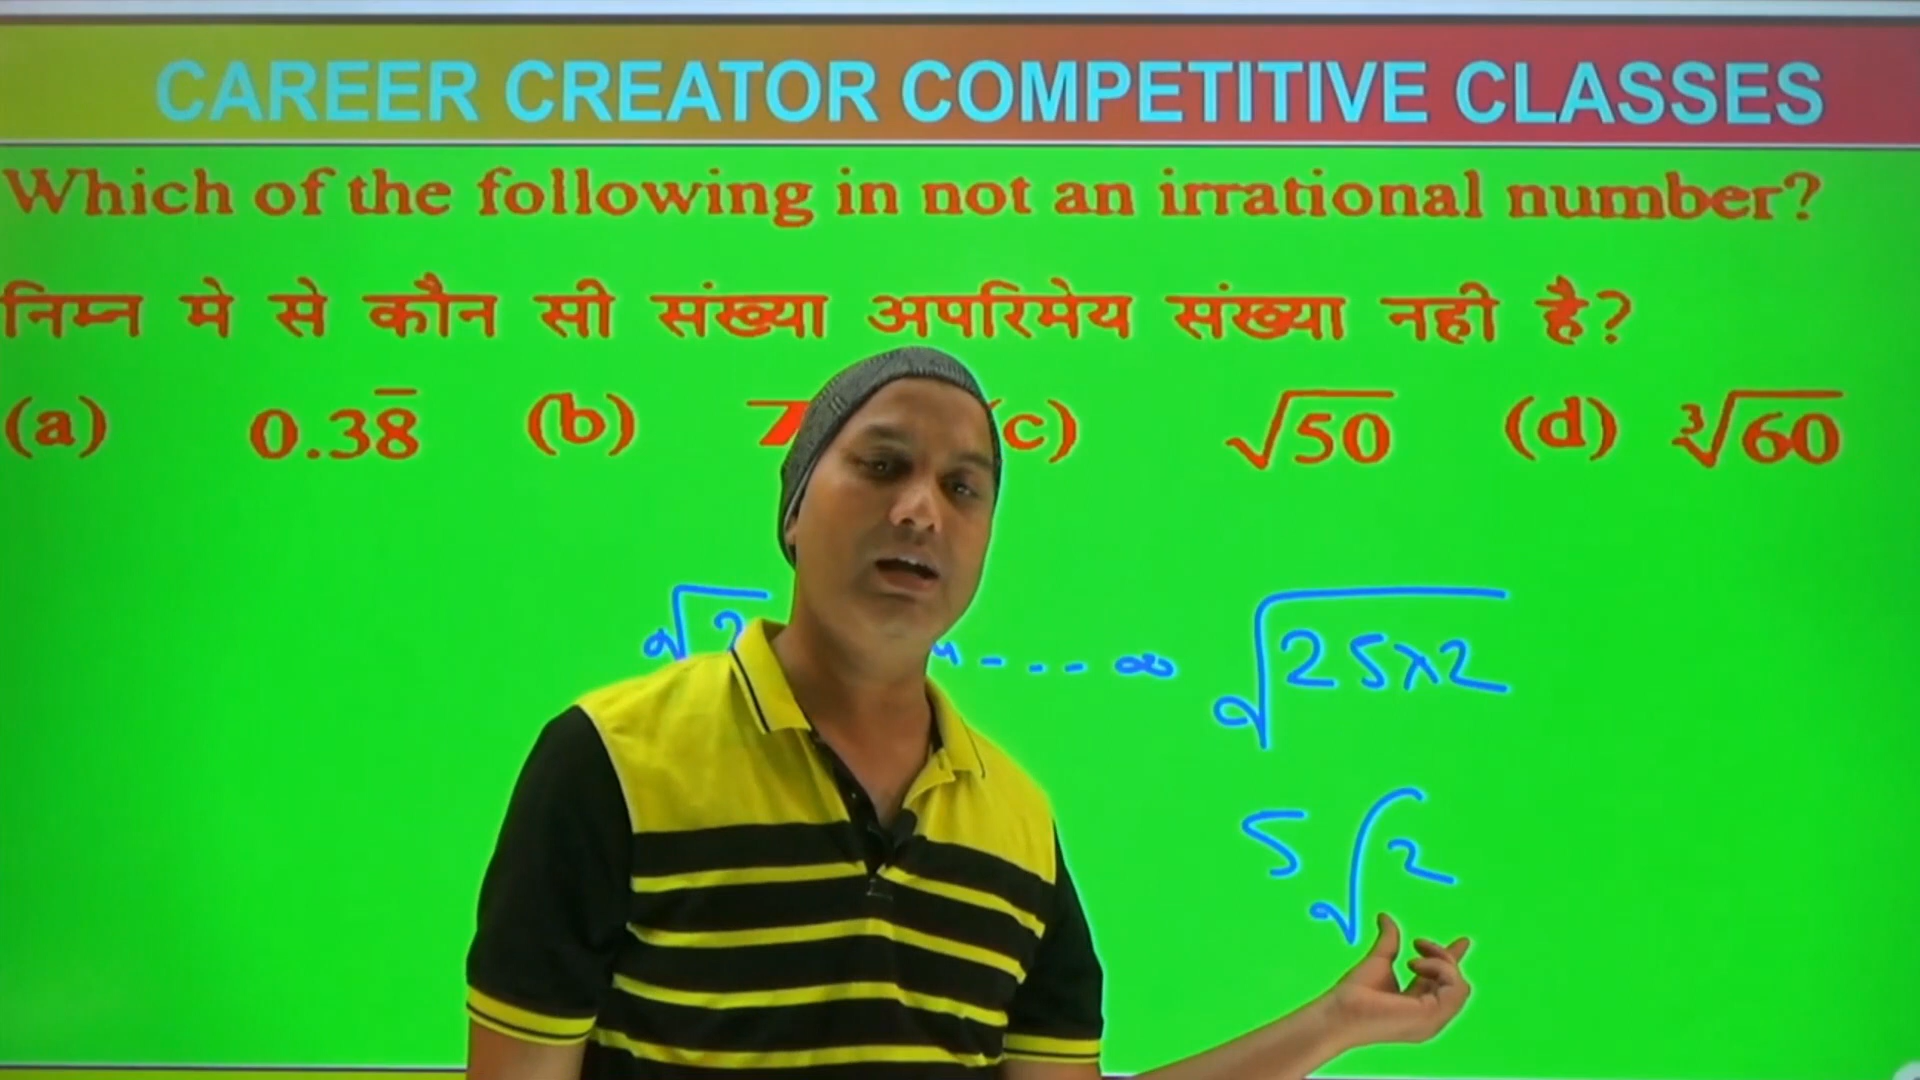 CAREER CREATOR COMPETITIVE CLASSES
Which of the following in not an irrational number?
निम्न मे से कौन सी संख्या अपरिमेय संख्या नही है?
(a) 0.38̅ (b) (c) √50 (d) ∛60
- - - ∞ √25×2
5√2